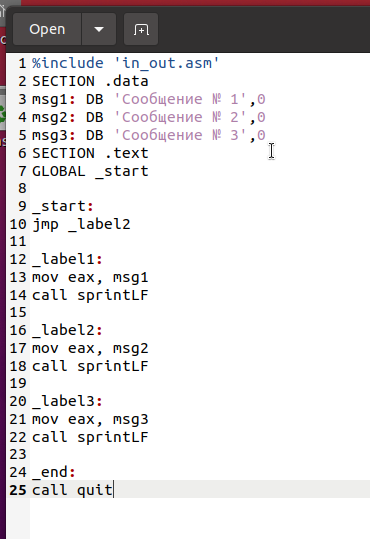 Open
1 %include 'in_out.asm'
2 SECTION .data
3 msg1: DB 'Сообщение № 1',0
4 msg2: DB 'Сообщение № 2',0
5 msg3: DB 'Сообщение № 3',0
6 SECTION .text
7 GLOBAL _start
8
9 _start:
10 jmp _label2
11
12 _label1:
13 mov eax, msg1
14 call sprintLF
15
16 _label2:
17 mov eax, msg2
18 call sprintLF
19
20 _label3:
21 mov eax, msg3
22 call sprintLF
23
24 _end:
25 call quit